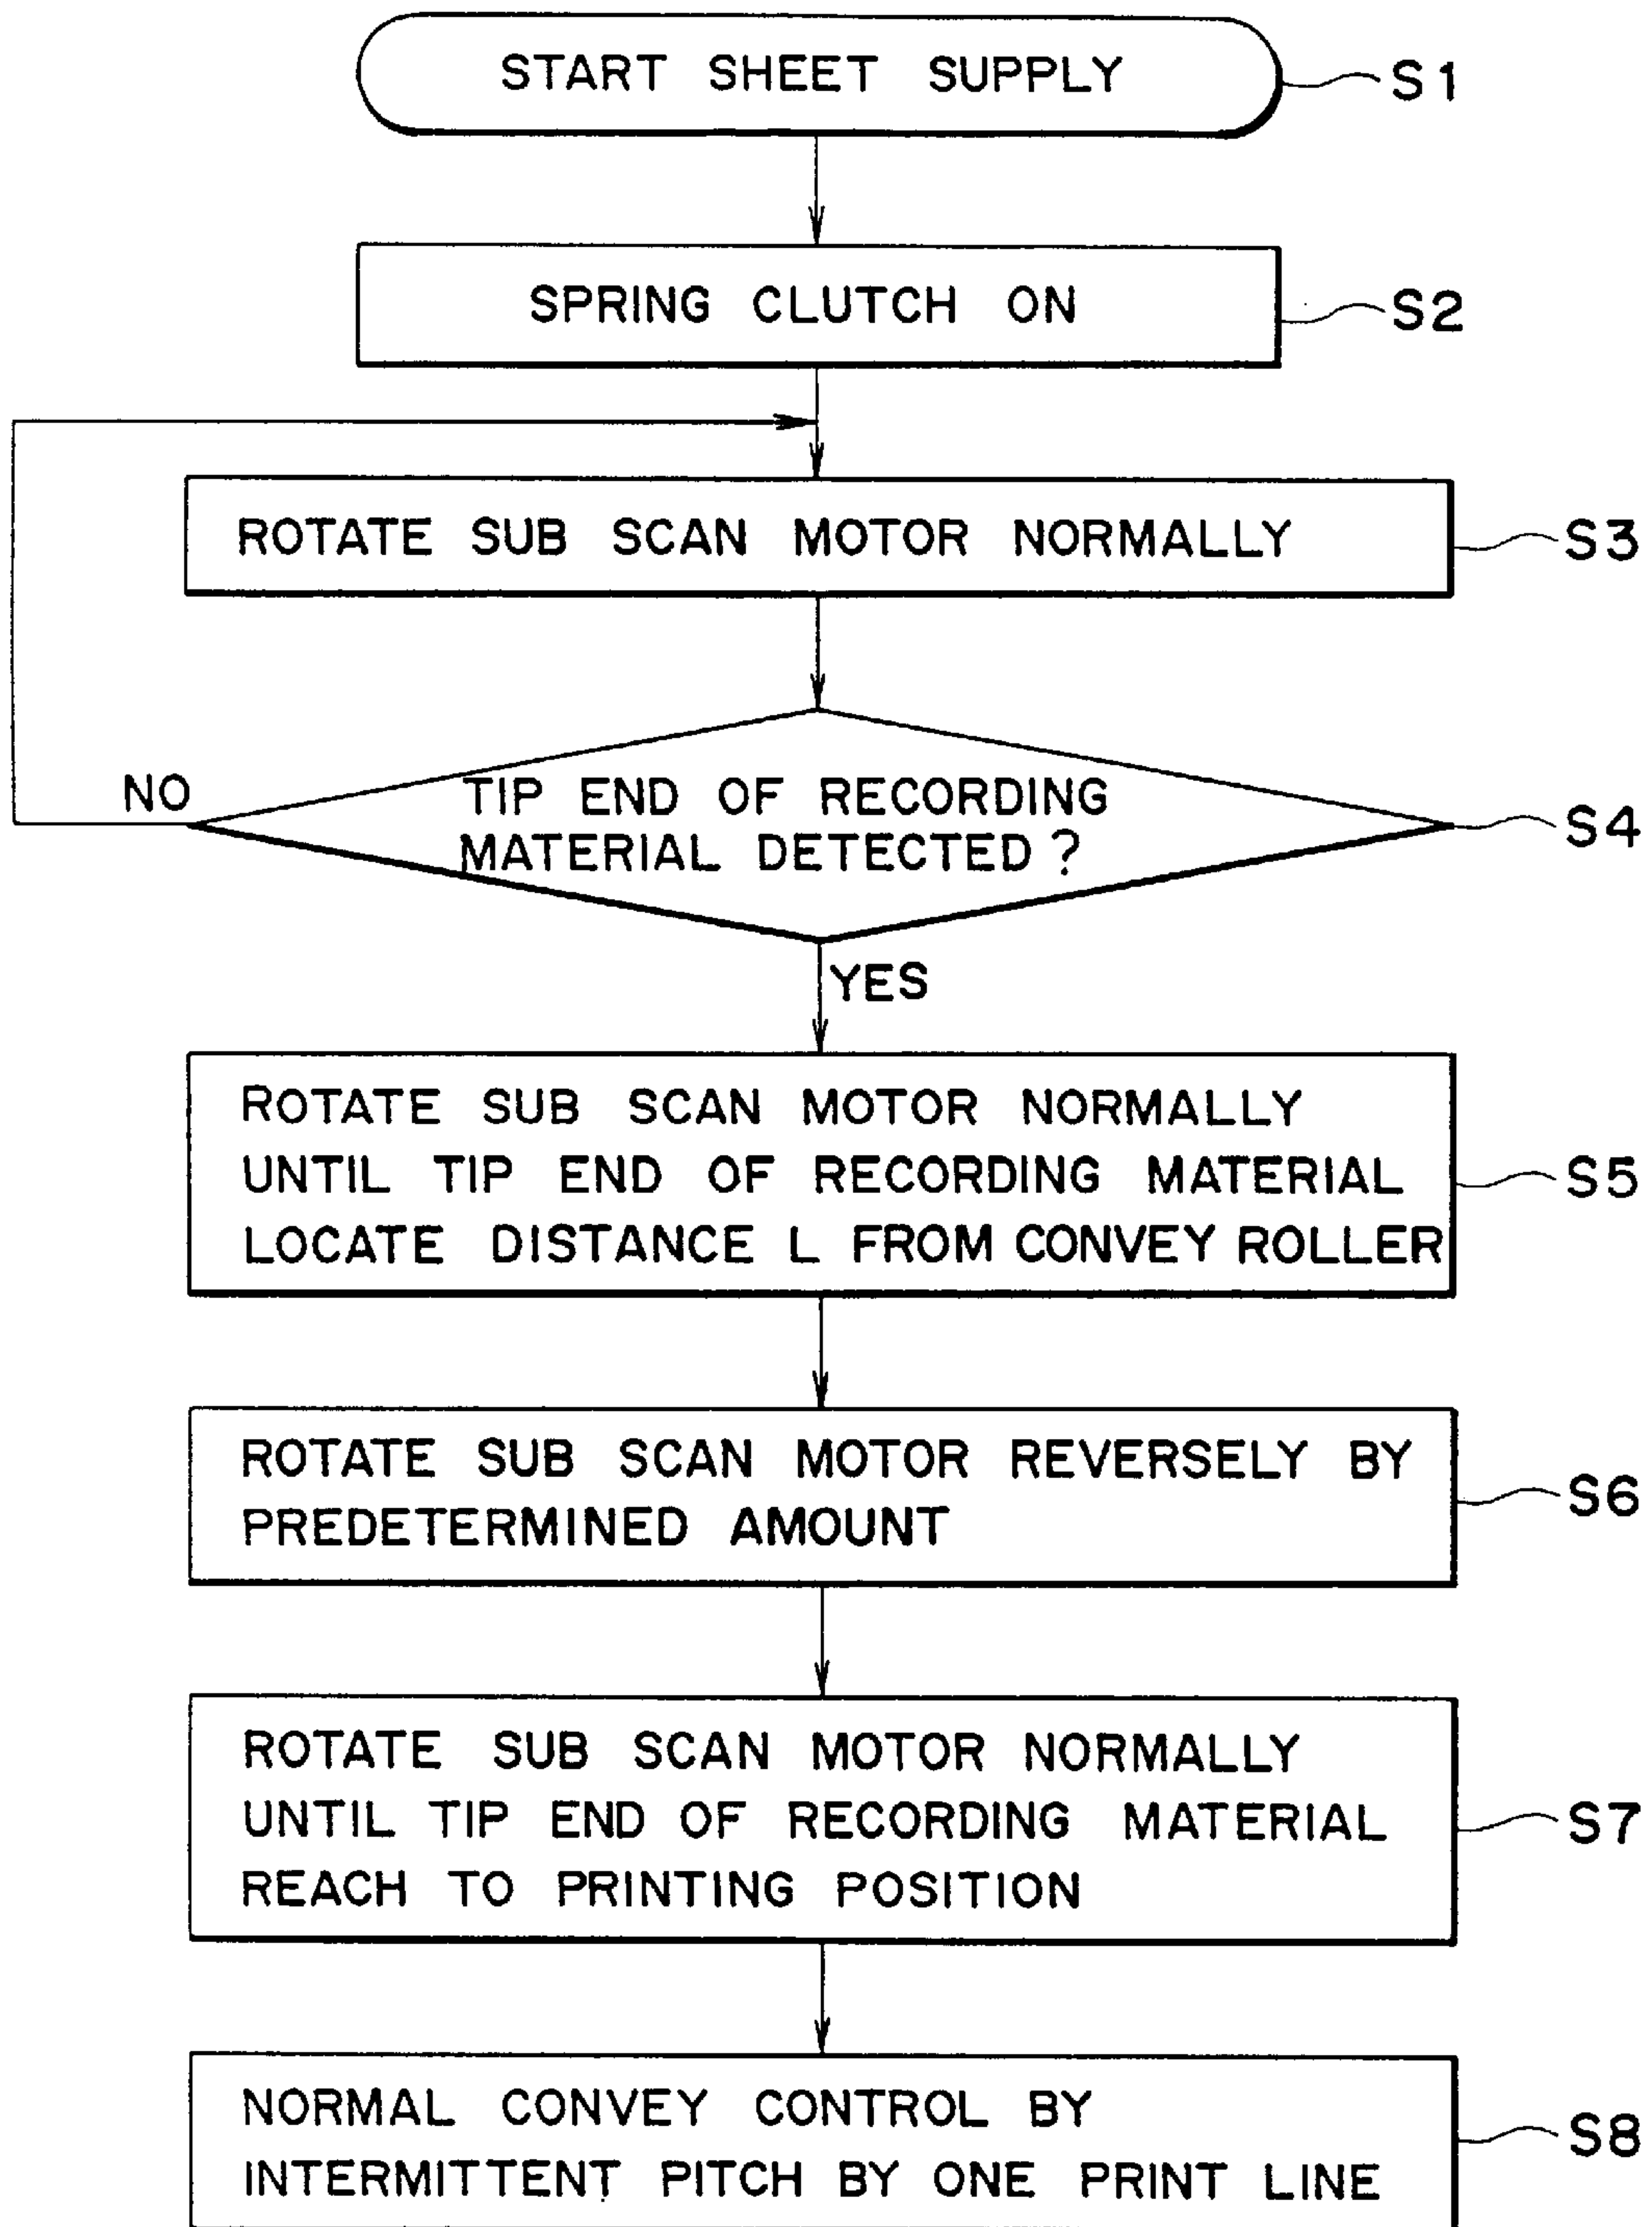 START SHEET SUPPLY
S1
SPRING CLUTCH ON
S2
ROTATE SUB SCAN MOTOR NORMALLY
S3
NO
TIP END OF RECORDING
MATERIAL DETECTED?
S4
YES
ROTATE SUB SCAN MOTOR NORMALLY
UNTIL TIP END OF RECORDING MATERIAL
LOCATE DISTANCE L FROM CONVEY ROLLER
S5
ROTATE SUB SCAN MOTOR REVERSELY BY
PREDETERMINED AMOUNT
S6
ROTATE SUB SCAN MOTOR NORMALLY
UNTIL TIP END OF RECORDING MATERIAL
REACH TO PRINTING POSITION
S7
NORMAL CONVEY CONTROL BY
INTERMITTENT PITCH BY ONE PRINT LINE
S8